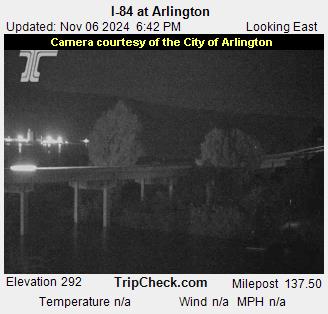 I-84 at Arlington
Updated: Nov 06 2024 6:42 PM Looking East
Camera courtesy of the City of Arlington
Elevation 292 TripCheck.com Milepost 137.50
Temperature n/a Wind n/a MPH n/a